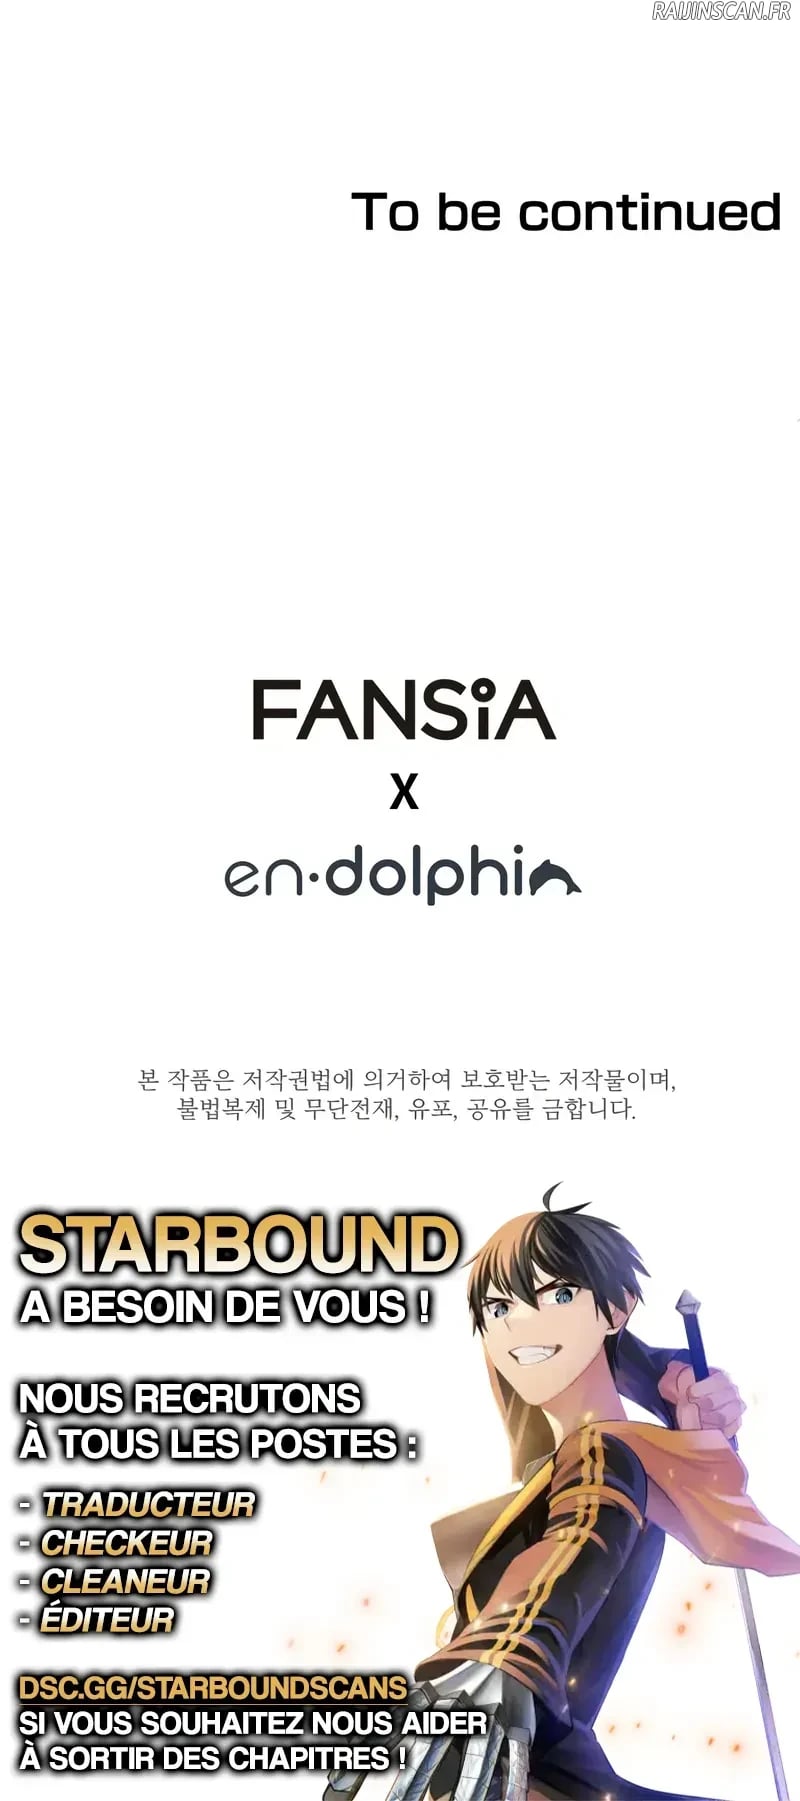 RAIJINSCAN.FR
To be continued
FANSiA
X
en·dolphin
본 작품은 저작권법에 의거하여 보호받는 저작물이며,
불법복제 및 무단전재, 유포, 공유를 금합니다.
STARBOUND
A BESOIN DE VOUS !
NOUS RECRUTONS
À TOUS LES POSTES :
- TRADUCTEUR
- CHECKEUR
- CLEANEUR
- ÉDITEUR
DSC.GG/STARBOUNDSCANS
SI VOUS SOUHAITEZ NOUS AIDER
À SORTIR DES CHAPITRES !